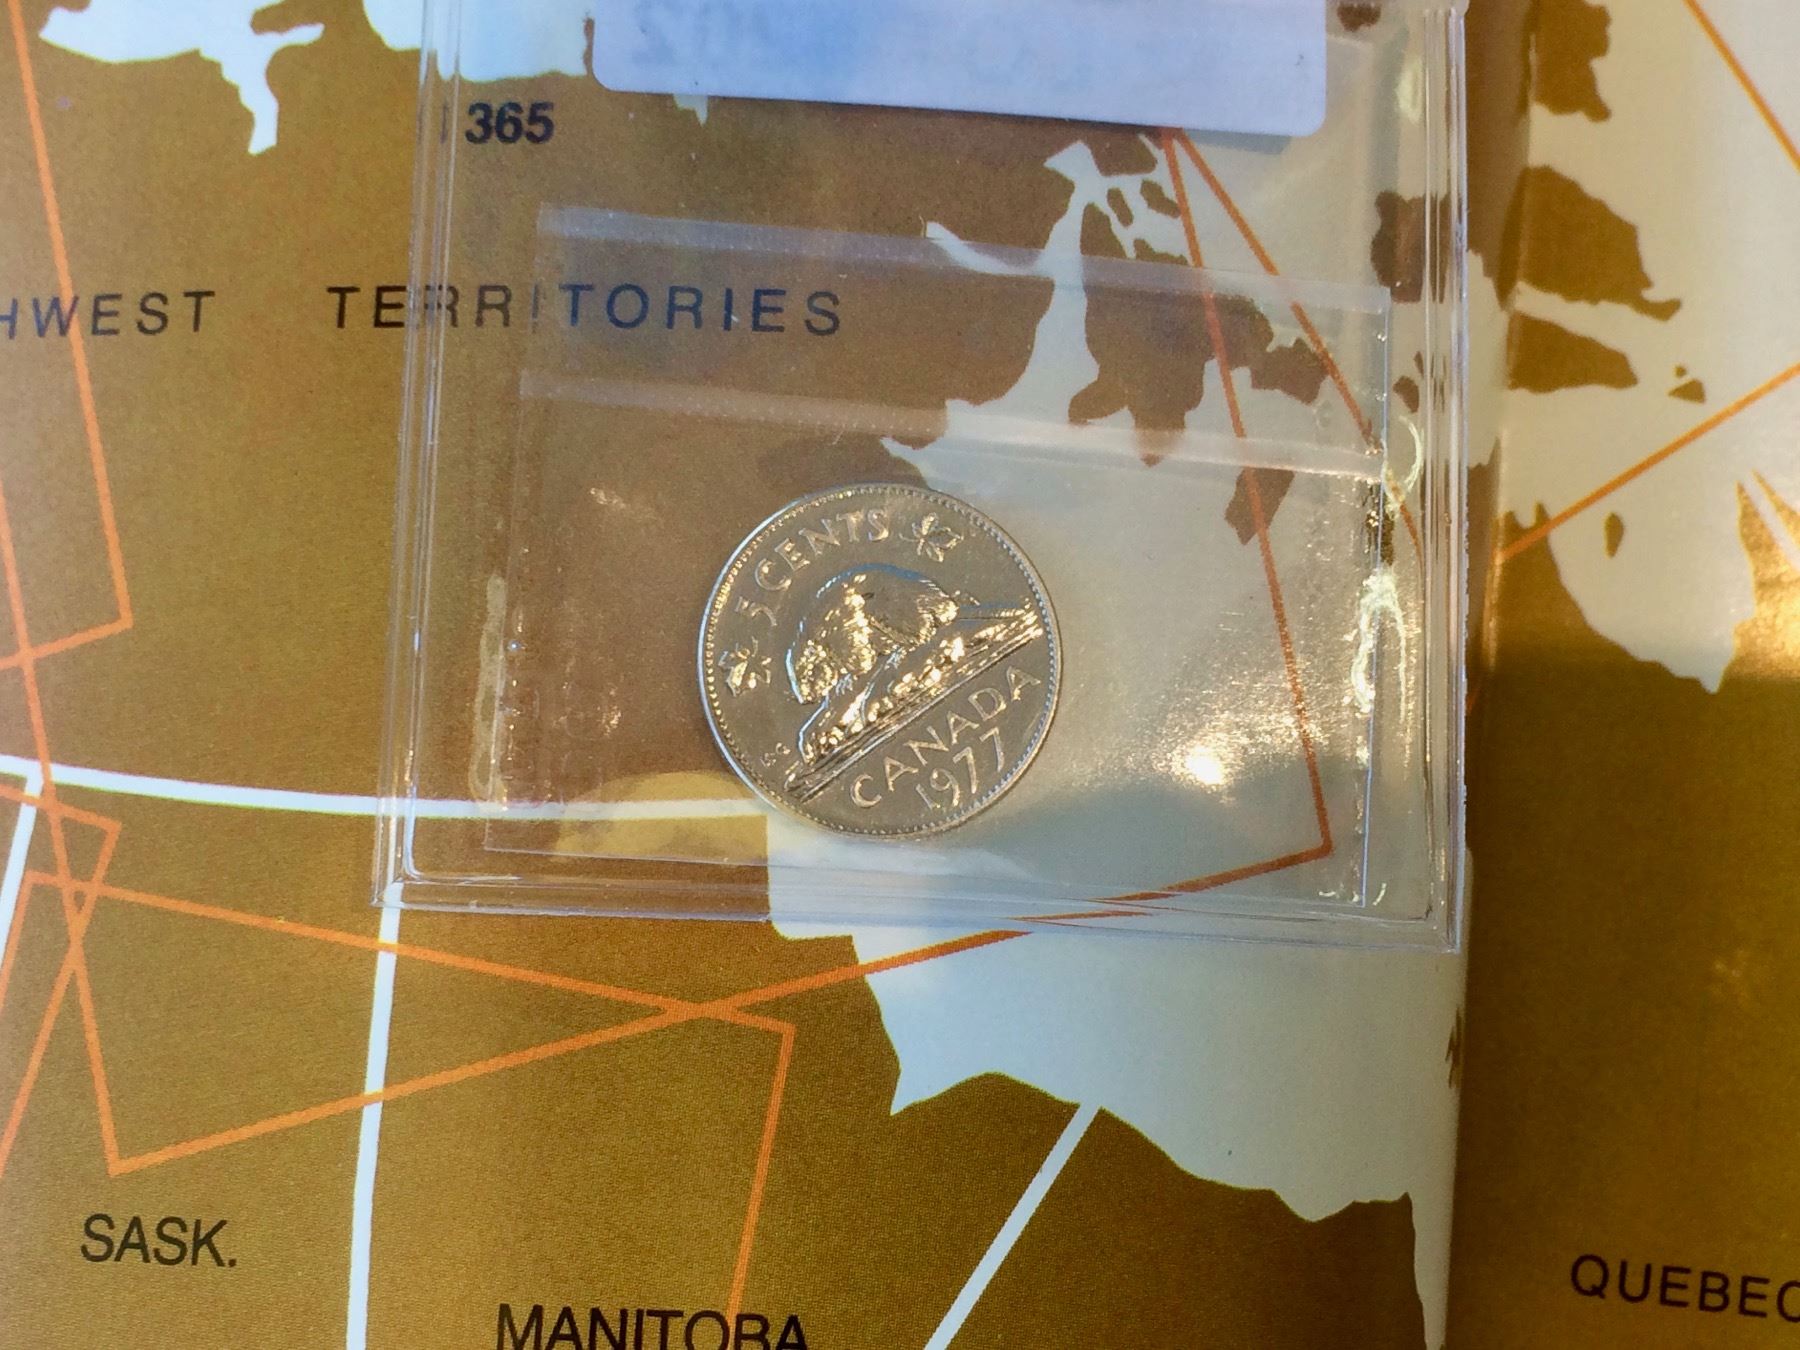 365
HWEST TERRITORIES
5 CENTS
CANADA
1977
SASK.
MANITOBA
QUEBEC